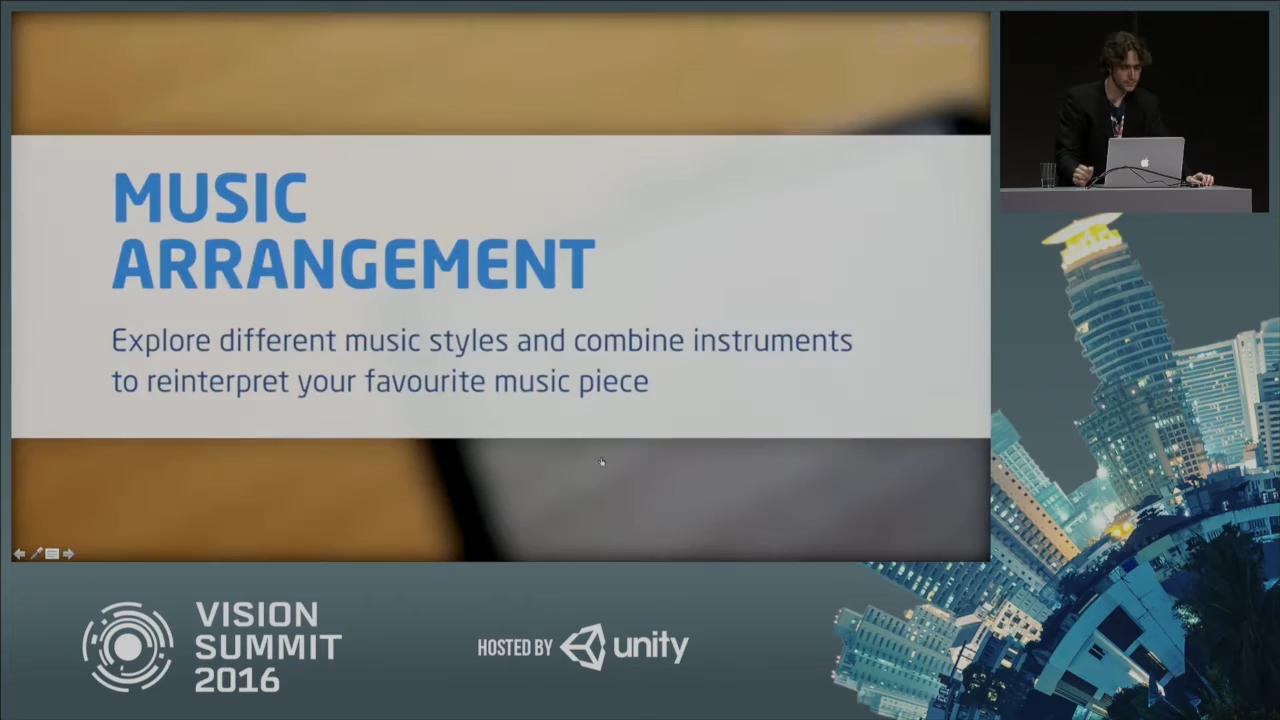 MUSIC
ARRANGEMENT
Explore different music styles and combine instruments
to reinterpret your favourite music piece
VISION
SUMMIT
2016
HOSTED BY unity